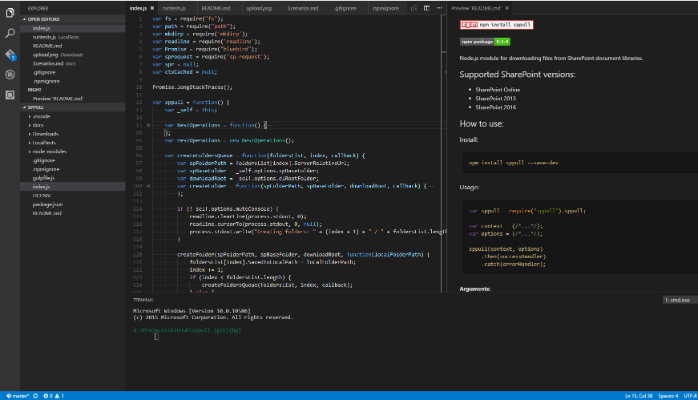 EXPLORER
OPEN EDITORS
index.js
runtests.js LocalTests
README.md
upload.png Downloads
Scenarios.md docs
.gitignore
.npmignore
RIGHT
Preview 'README.md'
SPPULL
.vscode
docs
Downloads
LocalTests
node_modules
.gitignore
.npmignore
gulpfile.js
index.js
LICENSE
package.json
README.md
index.js
runtests.js
README.md
upload.png
Scenarios.md
.gitignore
.npmignore
var fs = require("fs");
var path = require("path");
var mkdirp = require('mkdirp');
var readline = require('readline');
var Promise = require("bluebird");
var sprequest = require('sp-request');
var spr = null;
var ctxCached = null;
Promise.longStackTraces();
var sppull = function() {
var _self = this;
var RestOperations = function() {
};
var restOperations = new RestOperations();
var createFoldersQueue = function(foldersList, index, callback) {
var spFolderPath = foldersList[index].ServerRelativeUrl;
var spBaseFolder = _self.options.spBaseFolder;
var downloadRoot = _self.options.dlRootFolder;
var createFolder = function(spFolderPath, spBaseFolder, downloadRoot, callback) {
};
if (!_self.options.muteConsole) {
readline.clearLine(process.stdout, 0);
readline.cursorTo(process.stdout, 0, null);
process.stdout.write("Creating folders: " + (index + 1) + " / " + foldersList.length
}
createFolder(spFolderPath, spBaseFolder, downloadRoot, function(localFolderPath) {
foldersList[index].SavedToLocalPath = localFolderPath;
index += 1;
if (index < foldersList.length) {
createFoldersQueue(foldersList, index, callback);
} else {
Preview 'README.md'
npm install sppull
npm package
Node.js module for downloading files from SharePoint document libraries.
Supported SharePoint versions:
SharePoint Online
SharePoint 2013
SharePoint 2016
How to use:
Install:
npm install sppull --save-dev
Usage:
var sppull = require("sppull").sppull;
var context = {/*...*/};
var options = {/*...*/};
sppull(context, options)
.then(successHandler)
.catch(errorHandler);
Arguments:
TERMINAL
1: cmd.exe
Microsoft Windows [Version 10.0.10586]
(c) 2015 Microsoft Corporation. All rights reserved.
master*
0
1
Ln 15, Col 38
Spaces: 4
UTF-8